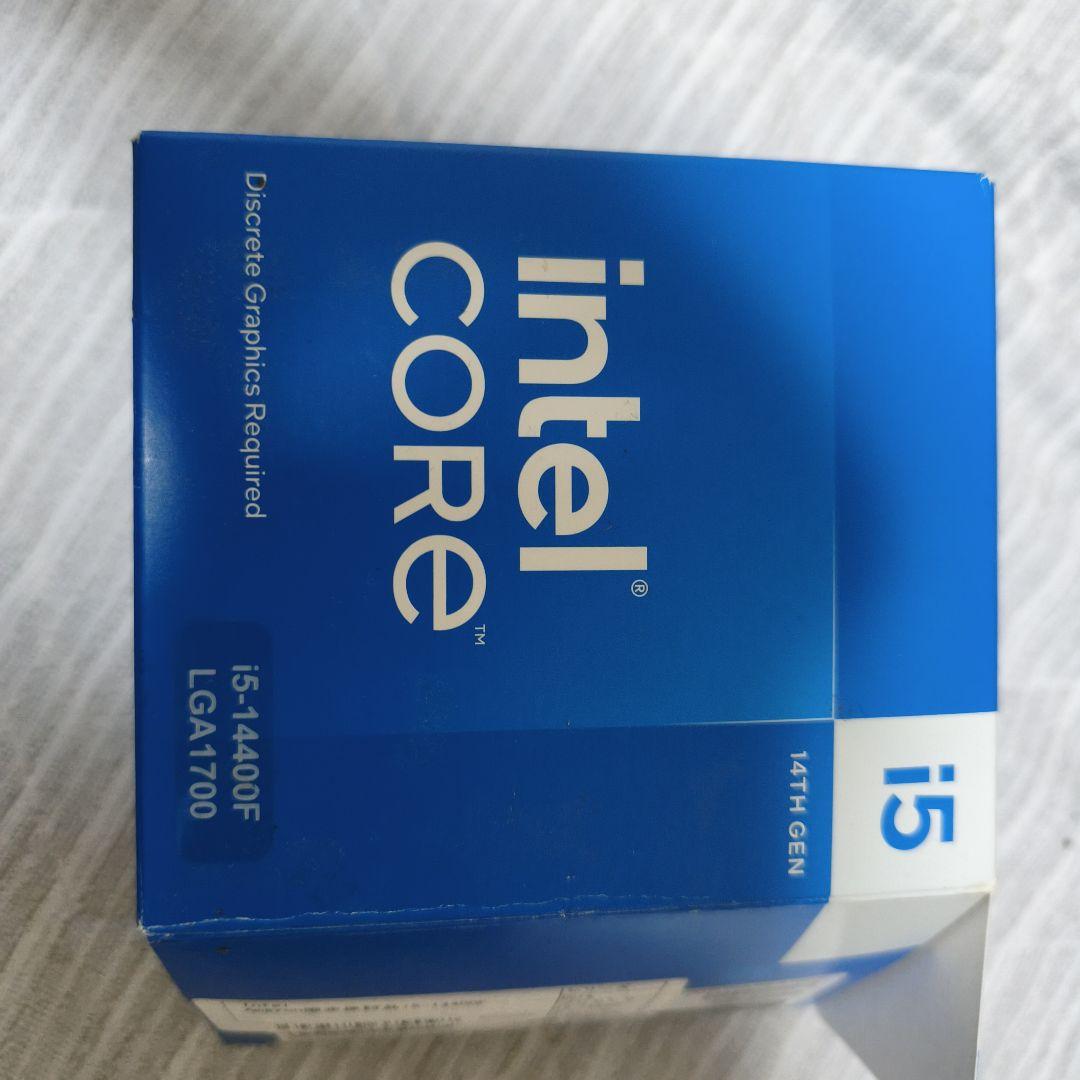 i5
14TH GEN
intel®
CORE™
Discrete Graphics Required
i5-14400F
LGA1700